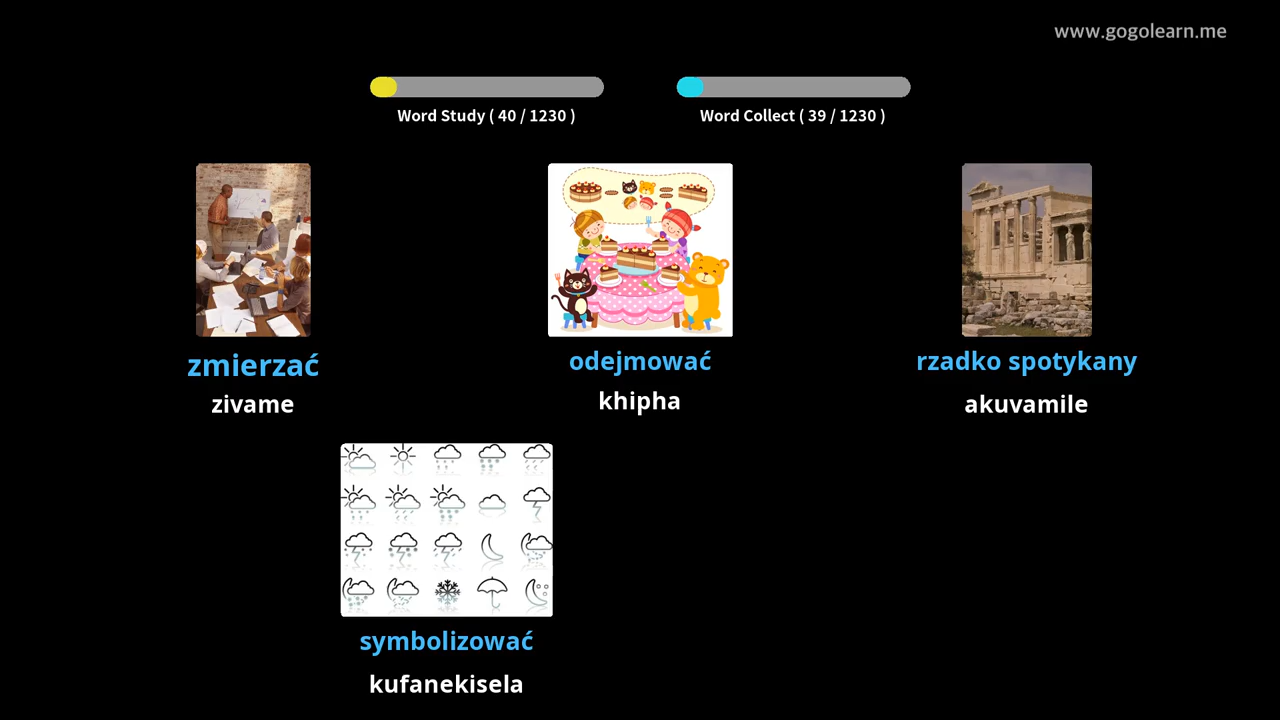 www.gogolearn.me
Word Study ( 40 / 1230 )
Word Collect ( 39 / 1230 )
zmierzać
zivame
odejmować
khipha
rzadko spotykany
akuvamile
symbolizować
kufanekisela